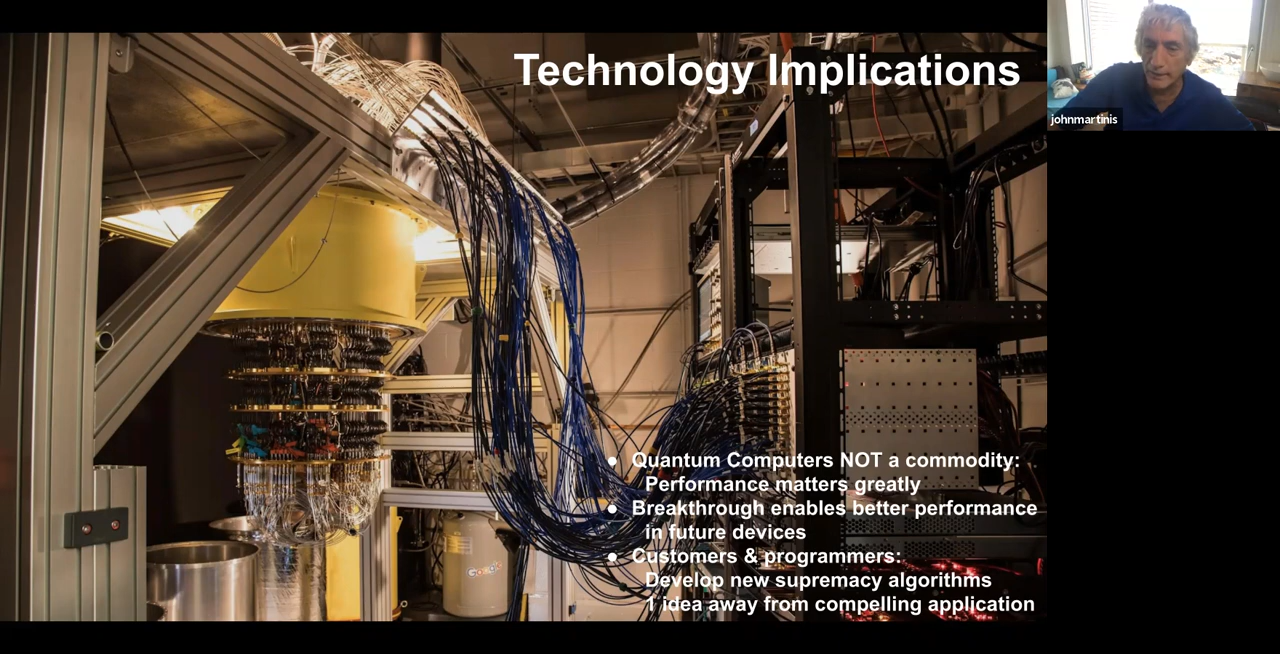 Technology Implications
johnmartinis
● Quantum Computers NOT a commodity:
Performance matters greatly
● Breakthrough enables better performance
in future devices
● Customers & programmers:
Develop new supremacy algorithms
1 idea away from compelling application
Google